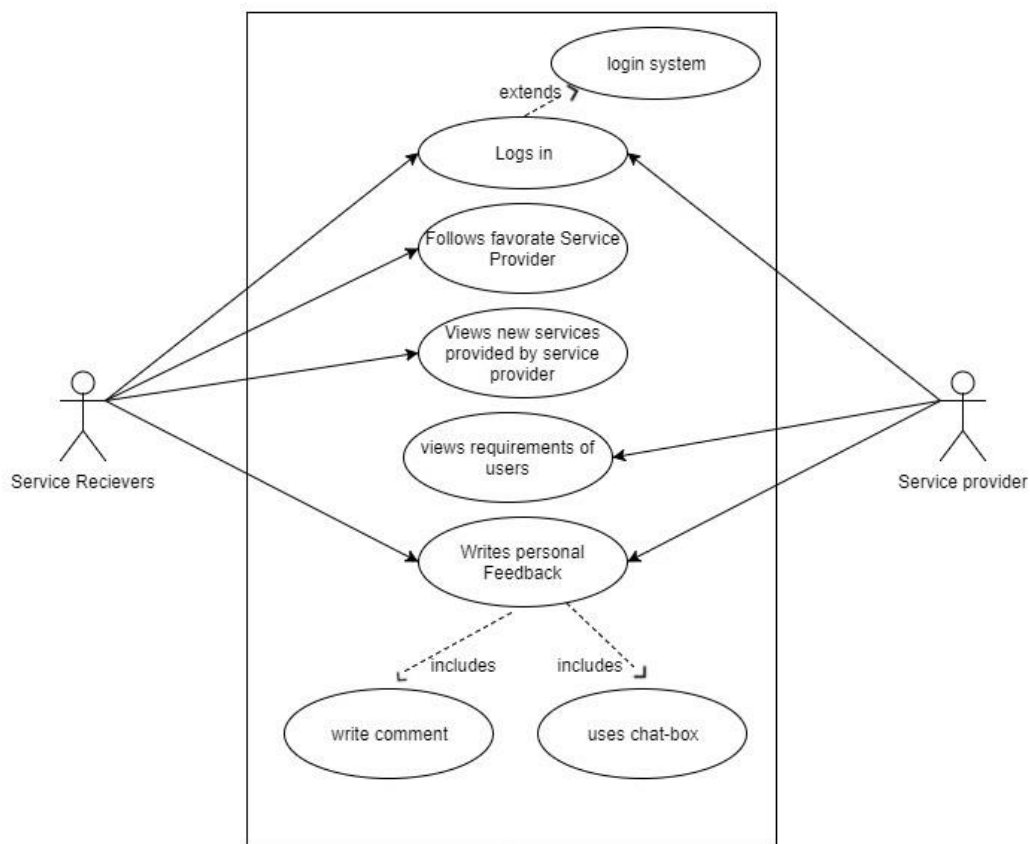 login system
extends
Logs in
Follows favorate Service
Provider
Views new services
provided by service
provider
views requirements of
users
Service Recievers
Service provider
Writes personal
Feedback
includes
includes
write comment
uses chat-box